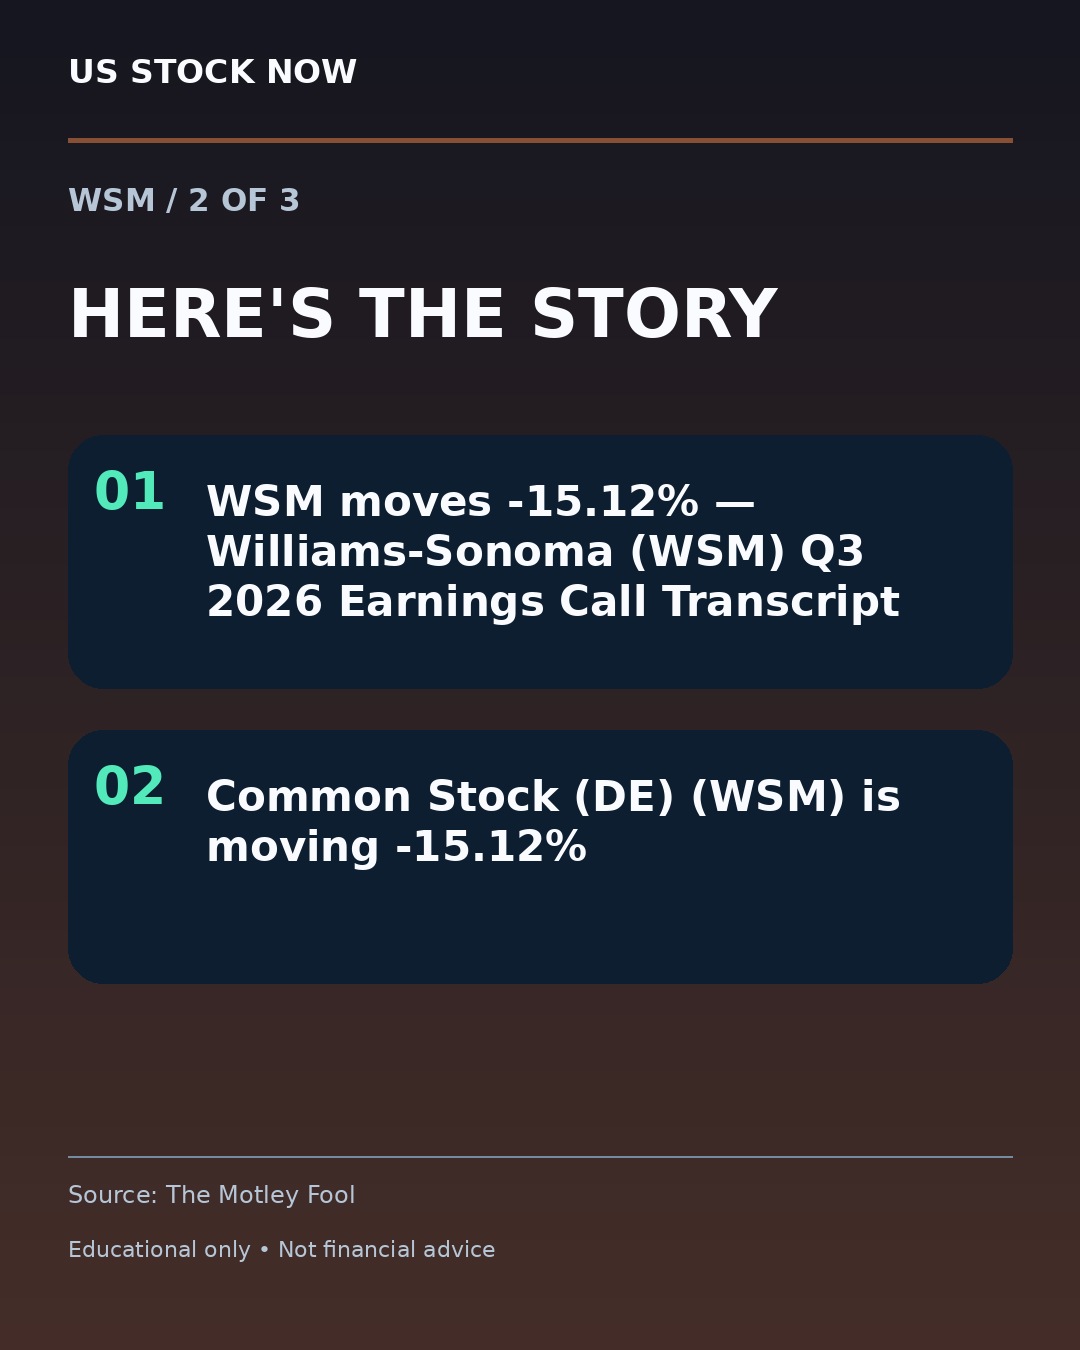 US STOCK NOW
WSM / 2 OF 3
HERE'S THE STORY
01
WSM moves -15.12% —
Williams-Sonoma (WSM) Q3
2026 Earnings Call Transcript
02
Common Stock (DE) (WSM) is
moving -15.12%
Source: The Motley Fool
Educational only • Not financial advice